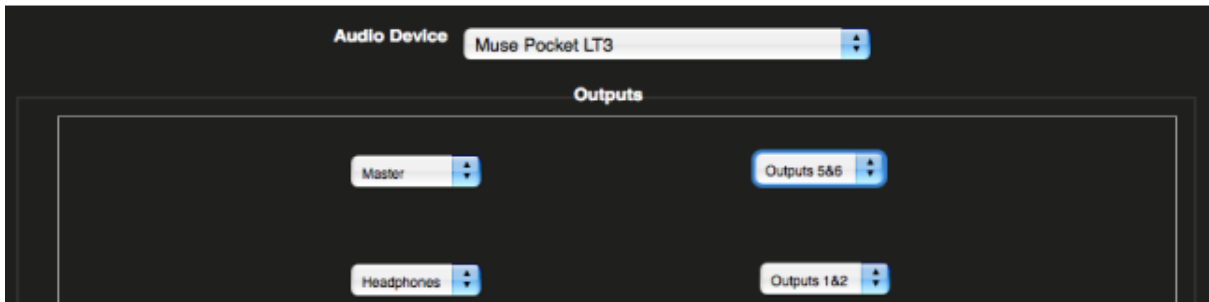 Audio Device Muse Pocket LT3
Outputs
Master Outputs 5&6
Headphones Outputs 1&2